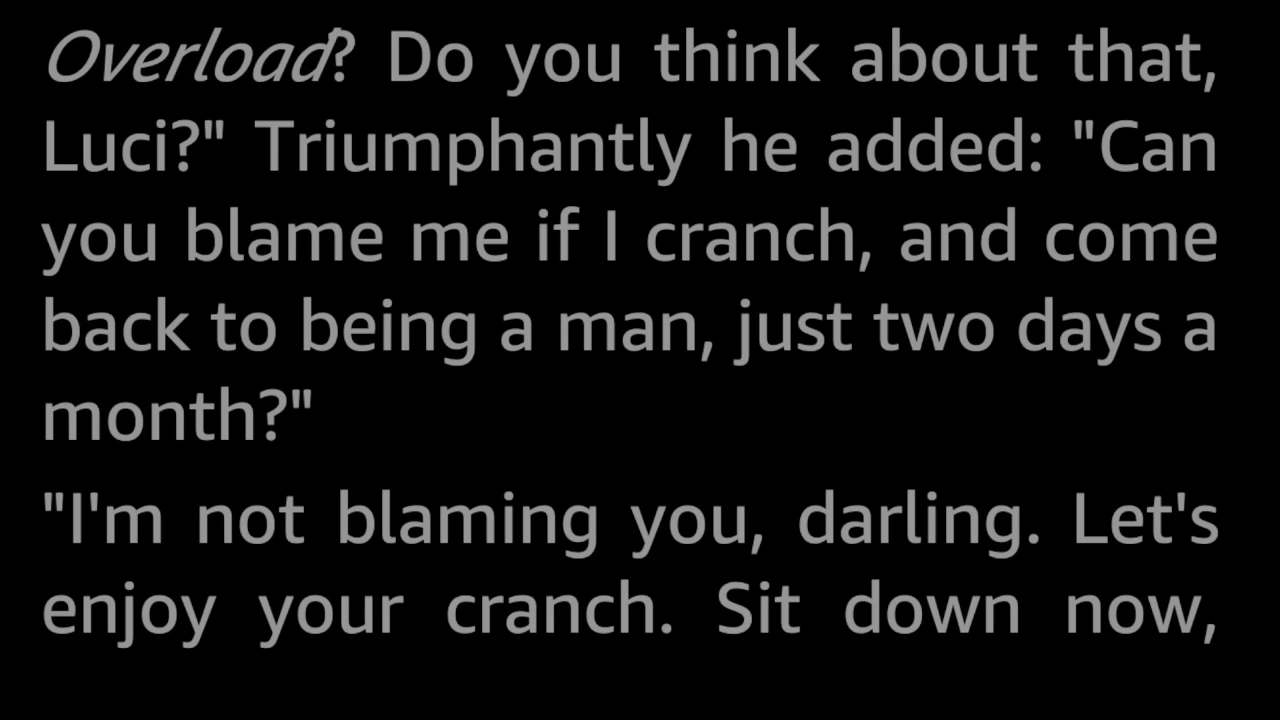 Overload? Do you think about that,
Luci?" Triumphantly he added: "Can
you blame me if I cranch, and come
back to being a man, just two days a
month?"
"I'm not blaming you, darling. Let's
enjoy your cranch. Sit down now,